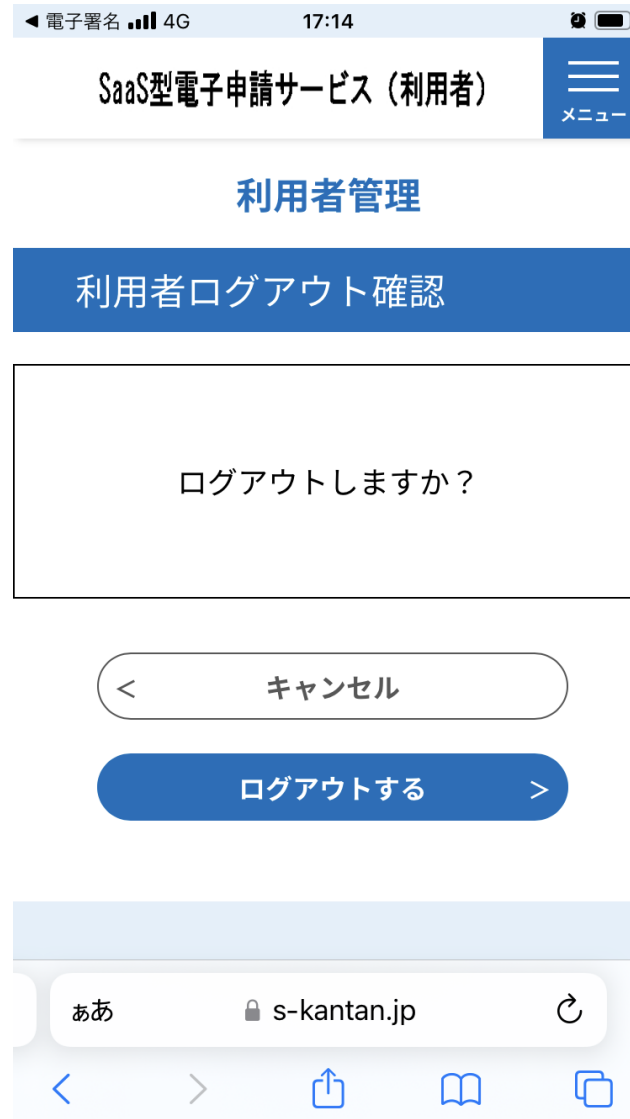 ◀ 電子署名 4G 17:14
SaaS型電子申請サービス（利用者）
メニュー
利用者管理
利用者ログアウト確認
ログアウトしますか？
< キャンセル
ログアウトする >
ぁあ s-kantan.jp